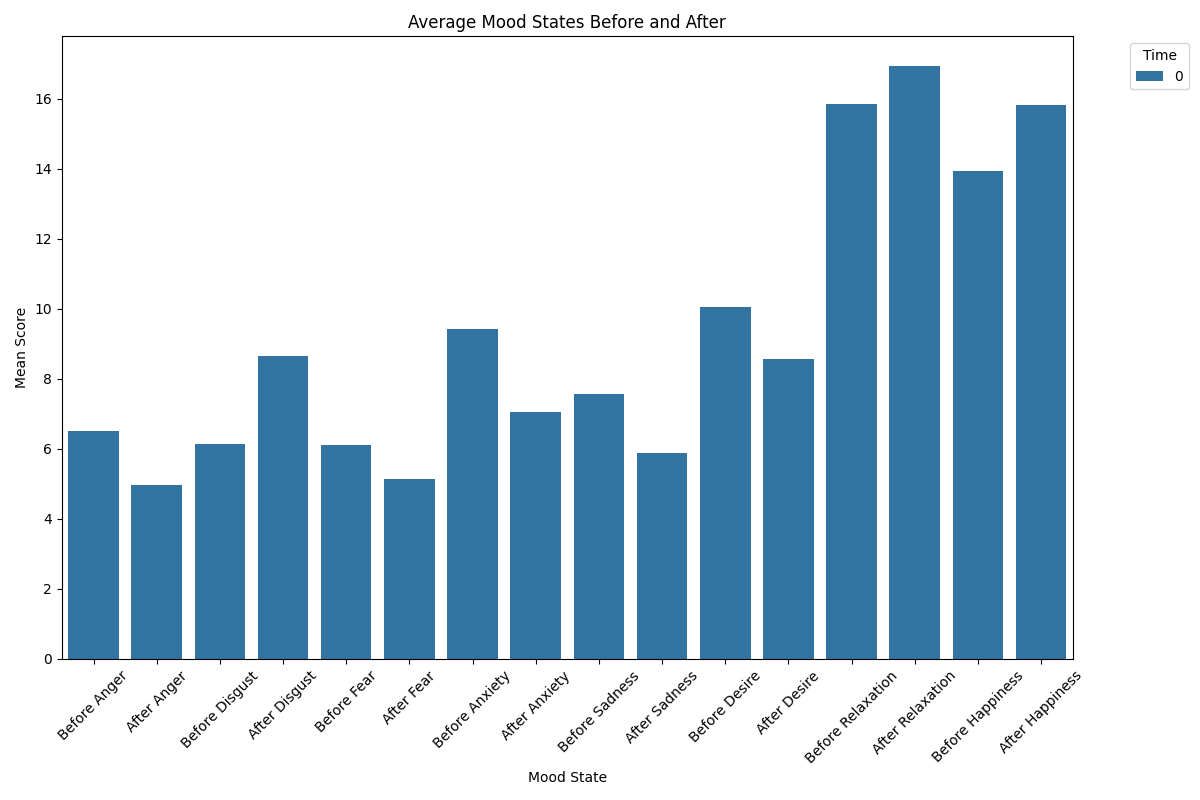 Average Mood States Before and After
Time
0
Mean Score
16
14
12
10
8
6
4
2
0
Before Anger
After Anger
Before Disgust
After Disgust
Before Fear
After Fear
Before Anxiety
After Anxiety
Before Sadness
After Sadness
Before Desire
After Desire
Before Relaxation
After Relaxation
Before Happiness
After Happiness
Mood State